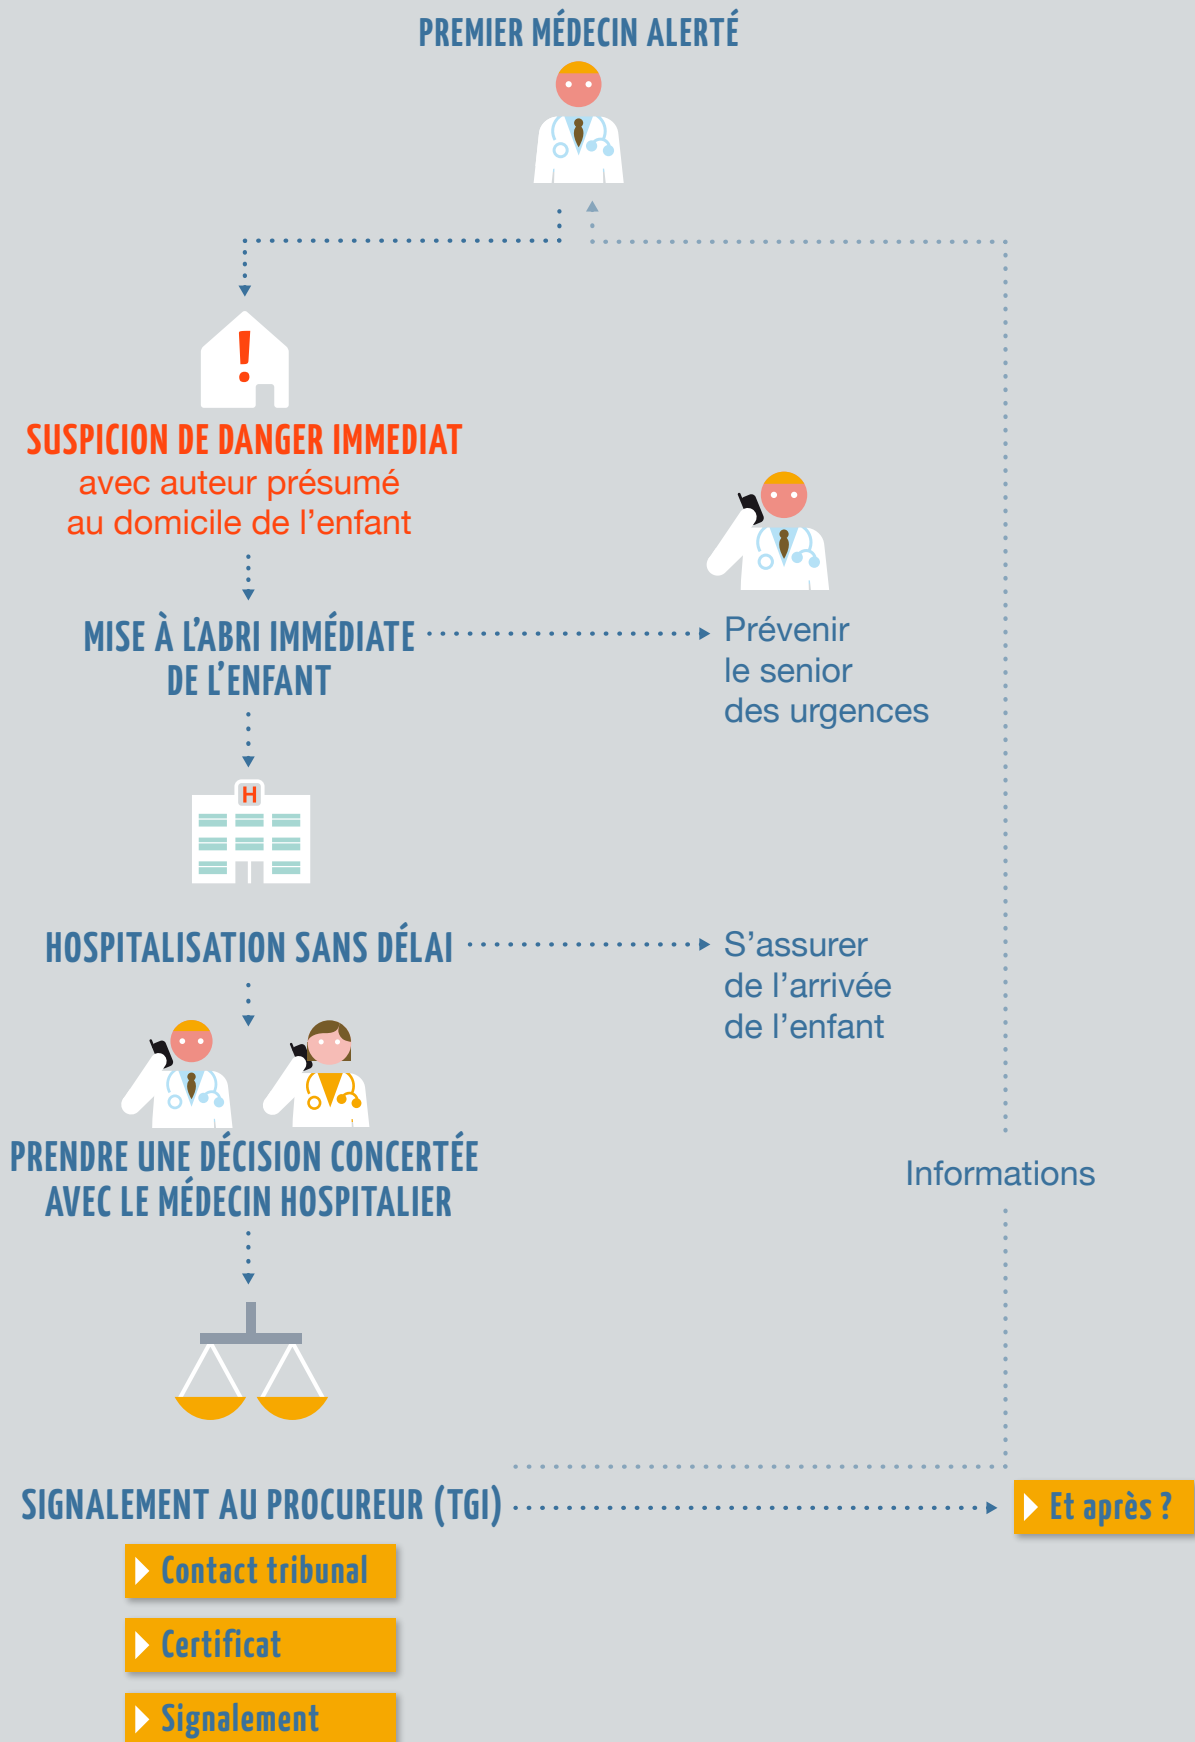 PREMIER MÉDECIN ALERTÉ
!
SUSPICION DE DANGER IMMEDIAT
avec auteur présumé
au domicile de l'enfant
MISE À L'ABRI IMMÉDIATE
DE L'ENFANT
Prévenir
le senior
des urgences
H
HOSPITALISATION SANS DÉLAI
S'assurer
de l'arrivée
de l'enfant
PRENDRE UNE DÉCISION CONCERTÉE
AVEC LE MÉDECIN HOSPITALIER
Informations
SIGNALEMENT AU PROCUREUR (TGI)
Et après ?
Contact tribunal
Certificat
Signalement